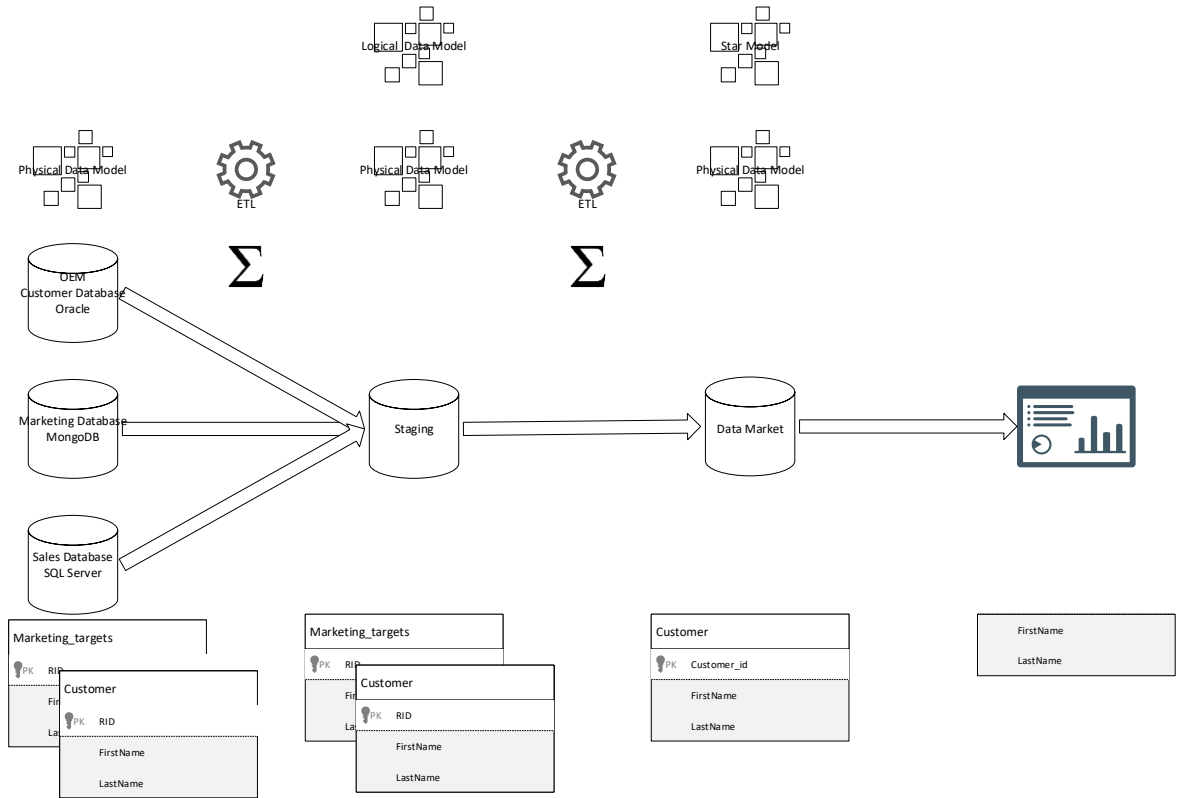 Logical Data Model
Star Model
Physical Data Model
ETL
Physical Data Model
ETL
Physical Data Model
Σ
Σ
OEM
Customer Database
Oracle
Marketing Database
MongoDB
Staging
Data Market
Sales Database
SQL Server
Marketing_targets
PK RID
Customer
PK RID
FirstName
LastName
Marketing_targets
PK RID
Customer
PK RID
FirstName
LastName
Customer
PK Customer_id
FirstName
LastName
FirstName
LastName